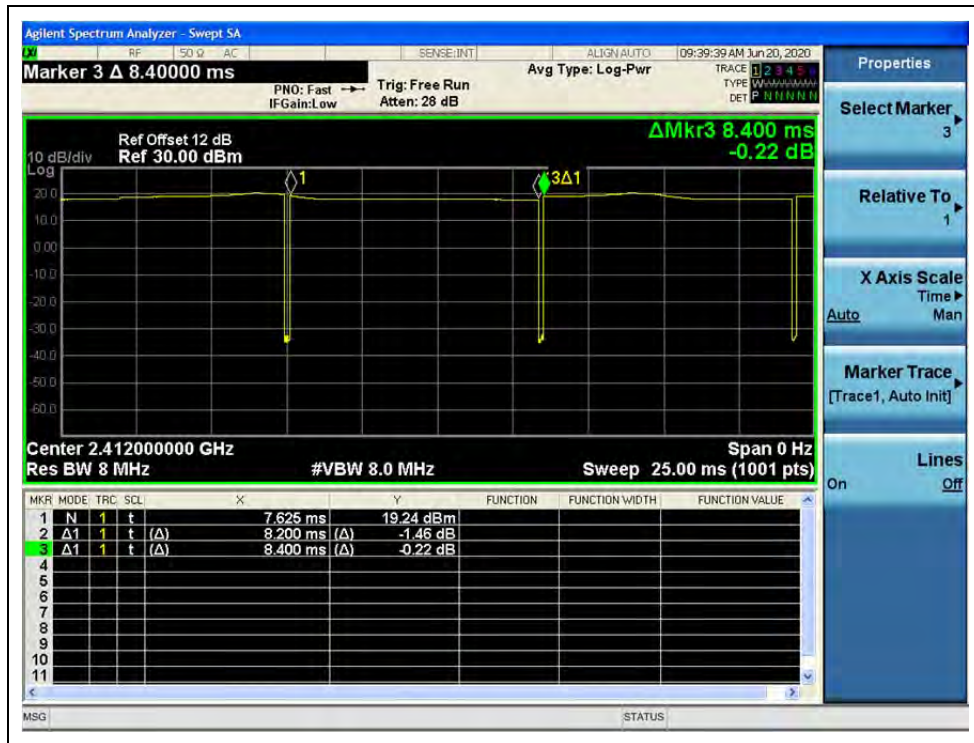 Agilent Spectrum Analyzer - Swept SA
LXI RF 50 Ω AC SENSE:INT ALIGN AUTO 09:39:39 AM Jun 20, 2020
Marker 3 Δ 8.40000 ms
PNO: Fast
IFGain:Low
Trig: Free Run
Atten: 28 dB
Avg Type: Log-Pwr
TRACE 1 2 3 4 5 6
TYPE WWWWWW
DET P N N N N N
ΔMkr3 8.400 ms
-0.22 dB
Ref Offset 12 dB
10 dB/div Ref 30.00 dBm
Log
1
3Δ1
20.0
10.0
0.00
-10.0
-20.0
-30.0
-40.0
-50.0
-60.0
Center 2.412000000 GHz Span 0 Hz
Res BW 8 MHz #VBW 8.0 MHz Sweep 25.00 ms (1001 pts)
MKR MODE TRC SCL X Y FUNCTION FUNCTION WIDTH FUNCTION VALUE
1 N 1 t 7.625 ms 19.24 dBm
2 Δ1 1 t (Δ) 8.200 ms (Δ) -1.46 dB
3 Δ1 1 t (Δ) 8.400 ms (Δ) -0.22 dB
4
5
6
7
8
9
10
11
MSG STATUS
Properties
Select Marker
3
Relative To
1
X Axis Scale
Time
Auto Man
Marker Trace
[Trace1, Auto Init]
Lines
On Off